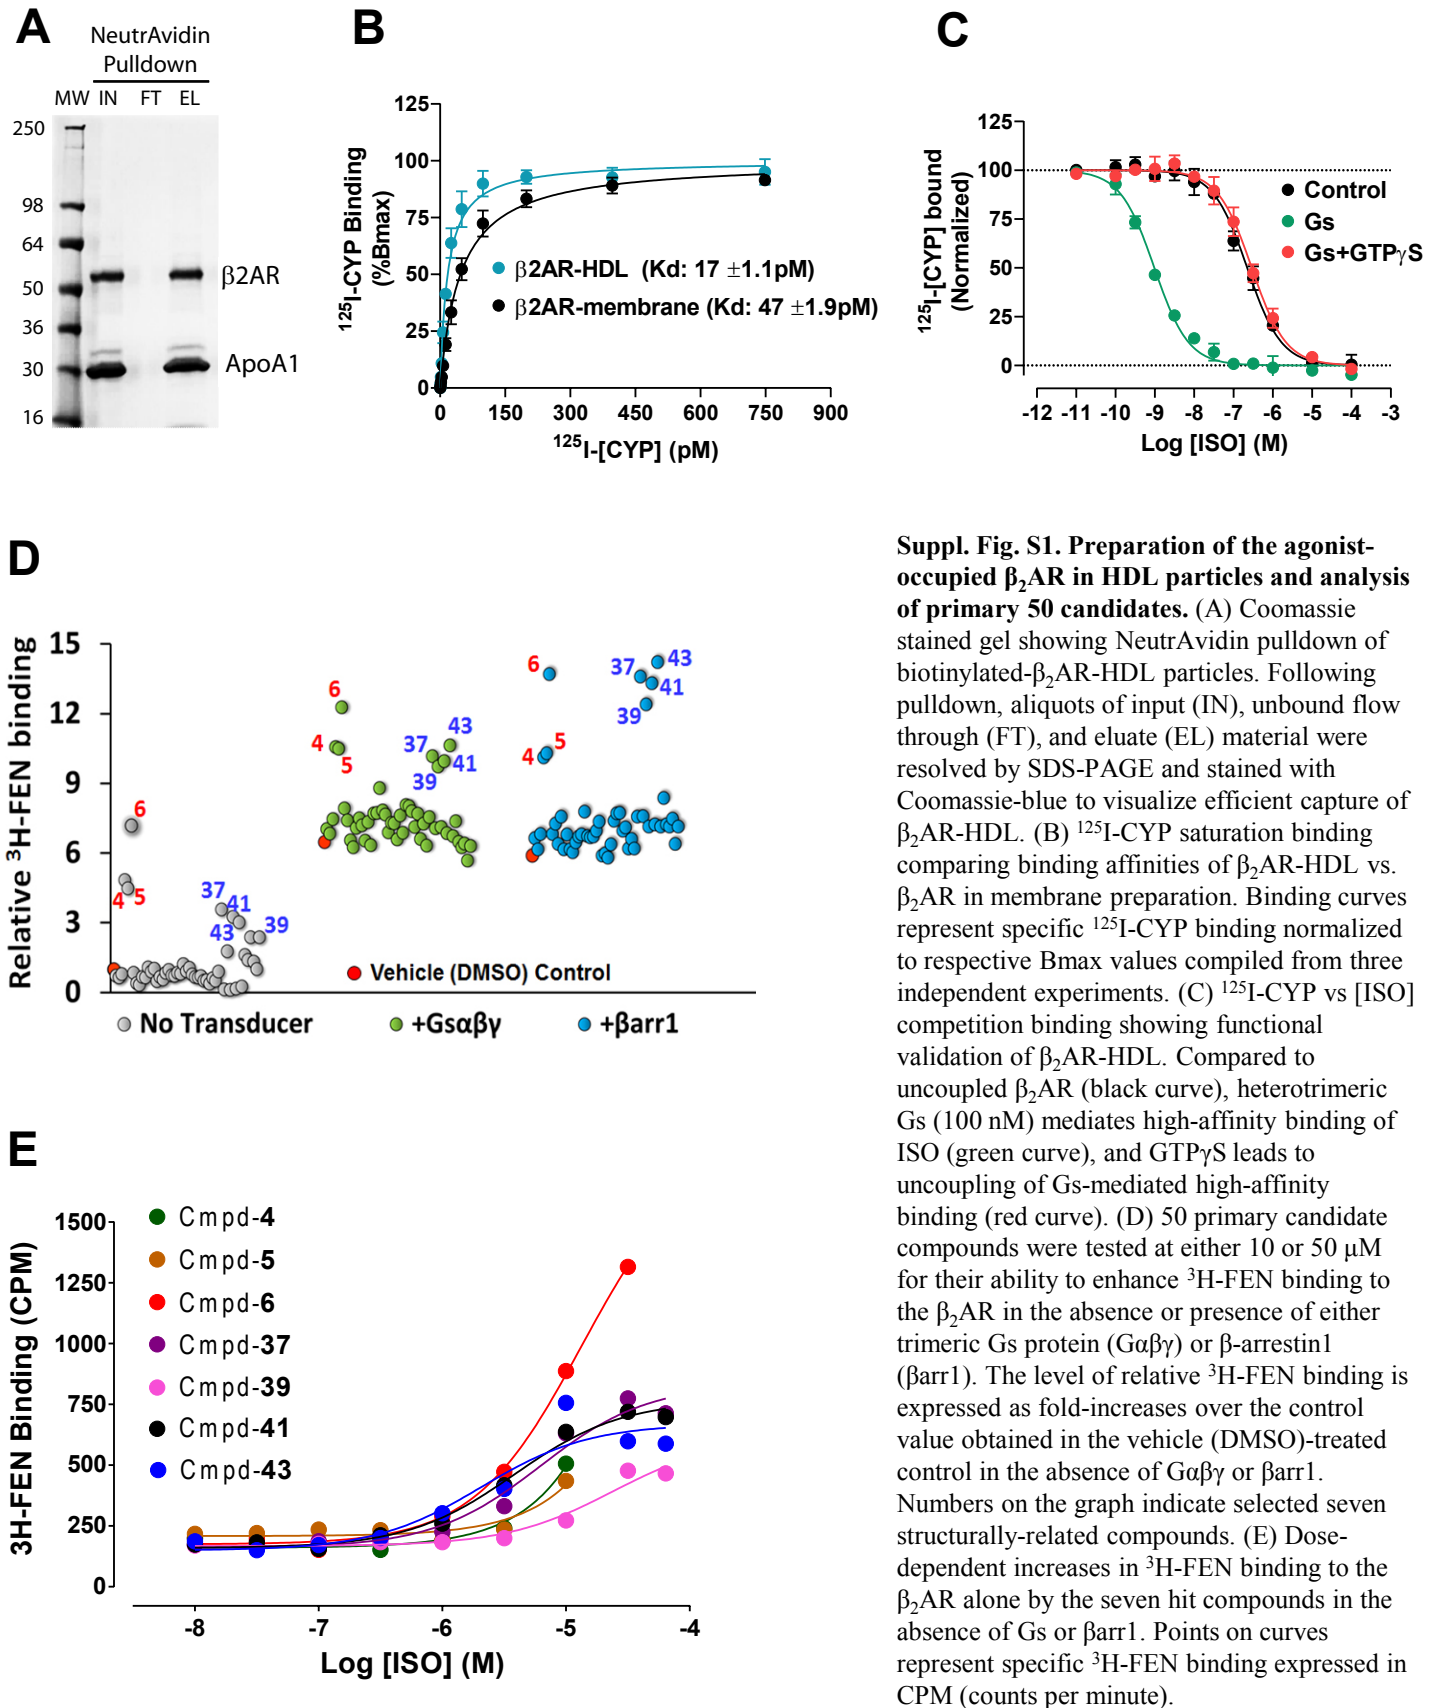 A
NeutrAvidin
Pulldown
MW IN FT EL
250
98
64
50
36
30
16
β2AR
ApoA1
B
125
100
75
50
25
0
¹²⁵I-CYP Binding
(%Bmax)
β2AR-HDL (Kd: 17 ±1.1pM)
β2AR-membrane (Kd: 47 ±1.9pM)
0 150 300 450 600 750 900
¹²⁵I-[CYP] (pM)
C
125
100
75
50
25
0
¹²⁵I-[CYP] bound
(Normalized)
Control
Gs
Gs+GTPγS
-12 -11 -10 -9 -8 -7 -6 -5 -4 -3
Log [ISO] (M)
D
Relative ³H-FEN binding
15
12
9
6
3
0
6
4 5
37 41
43 39
6
4
5
43
37
41
39
6
4 5
37 43
41
39
Vehicle (DMSO) Control
No Transducer +Gsαβγ +βarr1
E
3H-FEN Binding (CPM)
1500
1250
1000
750
500
250
0
Cmpd-4
Cmpd-5
Cmpd-6
Cmpd-37
Cmpd-39
Cmpd-41
Cmpd-43
-8 -7 -6 -5 -4
Log [ISO] (M)
Suppl. Fig. S1. Preparation of the agonist-
occupied β₂AR in HDL particles and analysis
of primary 50 candidates. (A) Coomassie
stained gel showing NeutrAvidin pulldown of
biotinylated-β₂AR-HDL particles. Following
pulldown, aliquots of input (IN), unbound flow
through (FT), and eluate (EL) material were
resolved by SDS-PAGE and stained with
Coomassie-blue to visualize efficient capture of
β₂AR-HDL. (B) ¹²⁵I-CYP saturation binding
comparing binding affinities of β₂AR-HDL vs.
β₂AR in membrane preparation. Binding curves
represent specific ¹²⁵I-CYP binding normalized
to respective Bmax values compiled from three
independent experiments. (C) ¹²⁵I-CYP vs [ISO]
competition binding showing functional
validation of β₂AR-HDL. Compared to
uncoupled β₂AR (black curve), heterotrimeric
Gs (100 nM) mediates high-affinity binding of
ISO (green curve), and GTPγS leads to
uncoupling of Gs-mediated high-affinity
binding (red curve). (D) 50 primary candidate
compounds were tested at either 10 or 50 μM
for their ability to enhance ³H-FEN binding to
the β₂AR in the absence or presence of either
trimeric Gs protein (Gαβγ) or β-arrestin1
(βarr1). The level of relative ³H-FEN binding is
expressed as fold-increases over the control
value obtained in the vehicle (DMSO)-treated
control in the absence of Gαβγ or βarr1.
Numbers on the graph indicate selected seven
structurally-related compounds. (E) Dose-
dependent increases in ³H-FEN binding to the
β₂AR alone by the seven hit compounds in the
absence of Gs or βarr1. Points on curves
represent specific ³H-FEN binding expressed in
CPM (counts per minute).